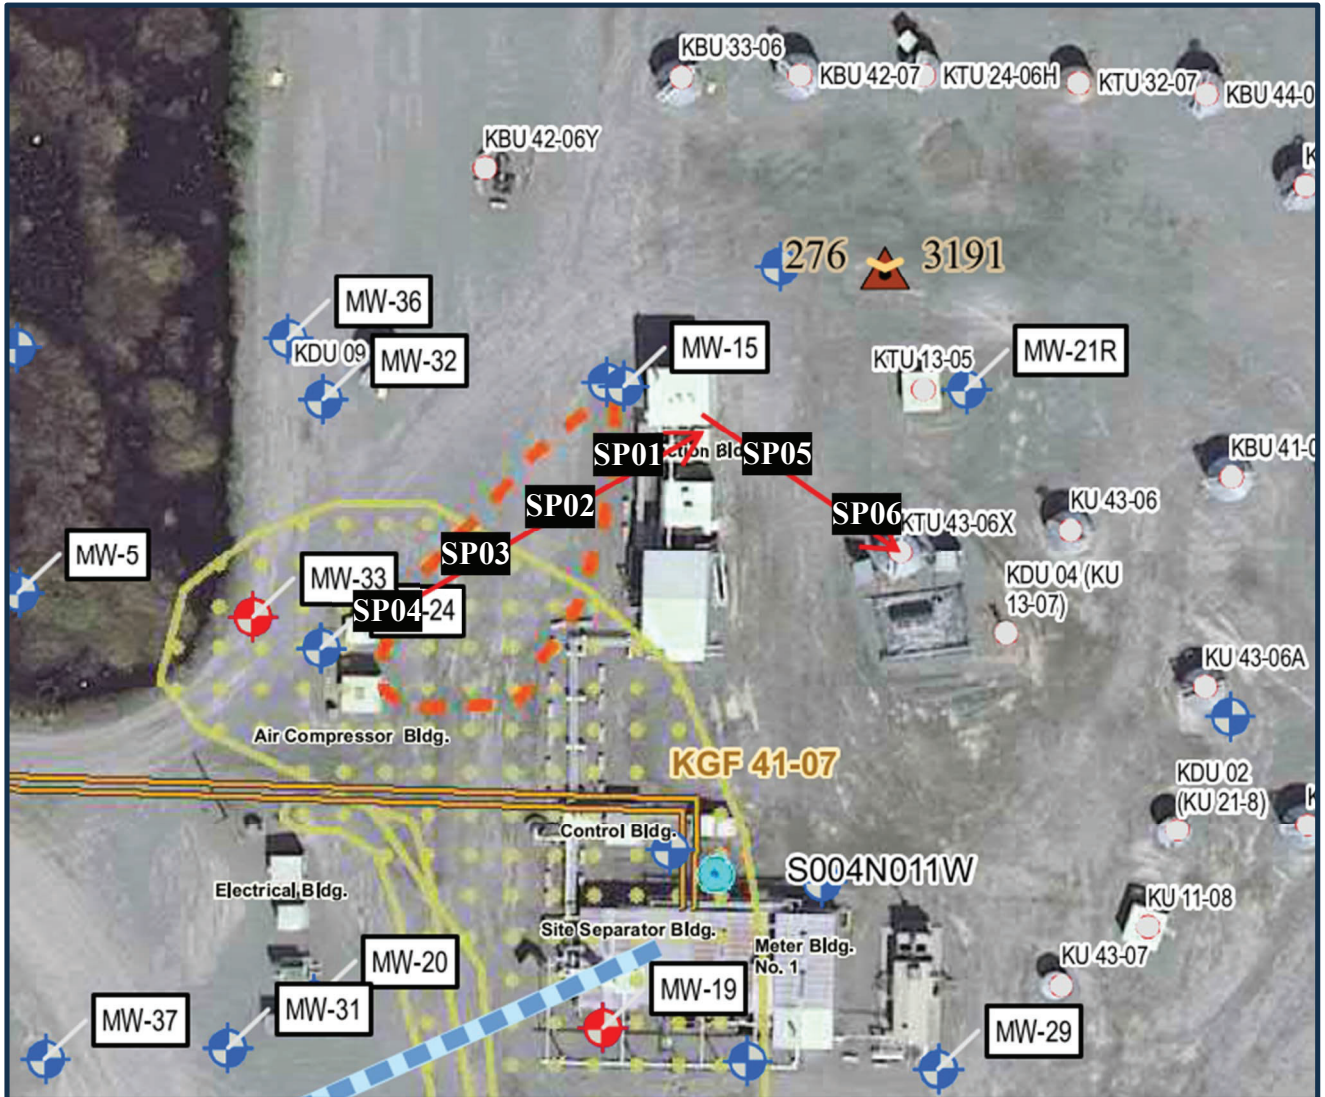 KBU 33-06
KBU 42-07
KTU 24-06H
KTU 32-07
KBU 44-0
K
KBU 42-06Y
276
3191
MW-36
KDU 09
MW-32
MW-15
KTU 13-05
MW-21R
SP01
ction Bld
SP05
KBU 41-0
SP02
SP06
KTU 43-06X
KU 43-06
SP03
MW-5
MW-33
KDU 04 (KU
13-07)
SP04
-24
KU 43-06A
Air Compressor Bldg.
KGF 41-07
KDU 02
(KU 21-8)
K
Control Bldg.
S004N011W
Electrical Bldg.
KU 11-08
Site Separator Bldg.
Meter Bldg.
No. 1
KU 43-07
MW-20
MW-19
MW-31
MW-37
MW-29